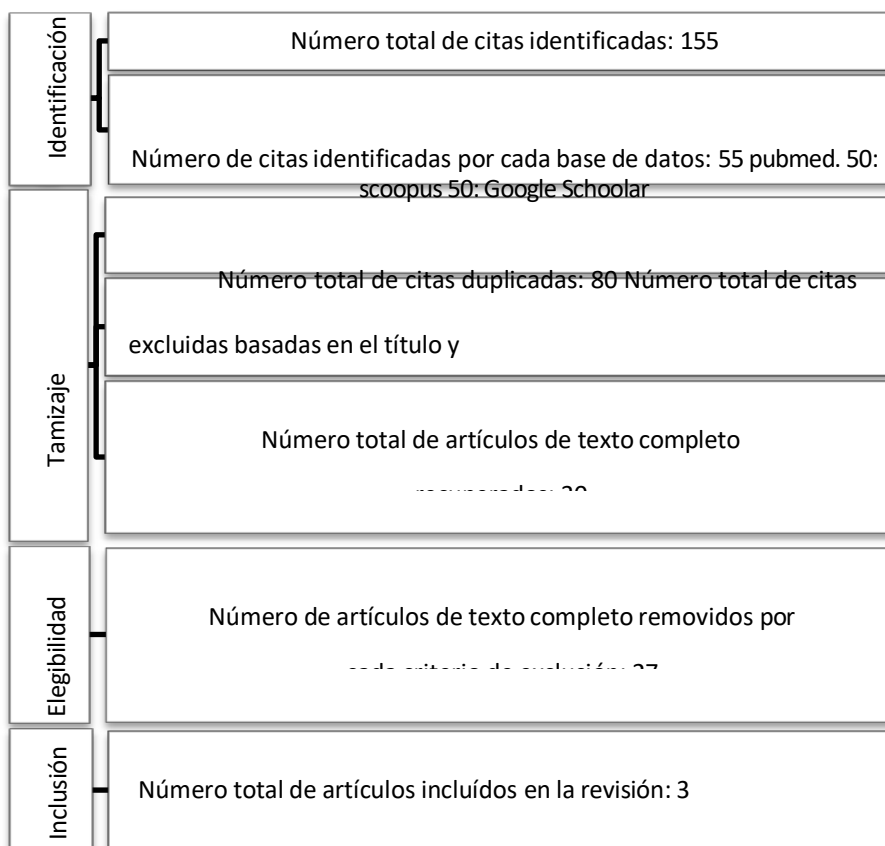 Identificación
Número total de citas identificadas: 155
Número de citas identificadas por cada base de datos: 55 pubmed. 50:
scoopus 50: Google Schoolar
Tamizaje
Número total de citas duplicadas: 80 Número total de citas
excluidas basadas en el título y
Número total de artículos de texto completo
Elegibilidad
Número de artículos de texto completo removidos por
Inclusión
Número total de artículos incluídos en la revisión: 3